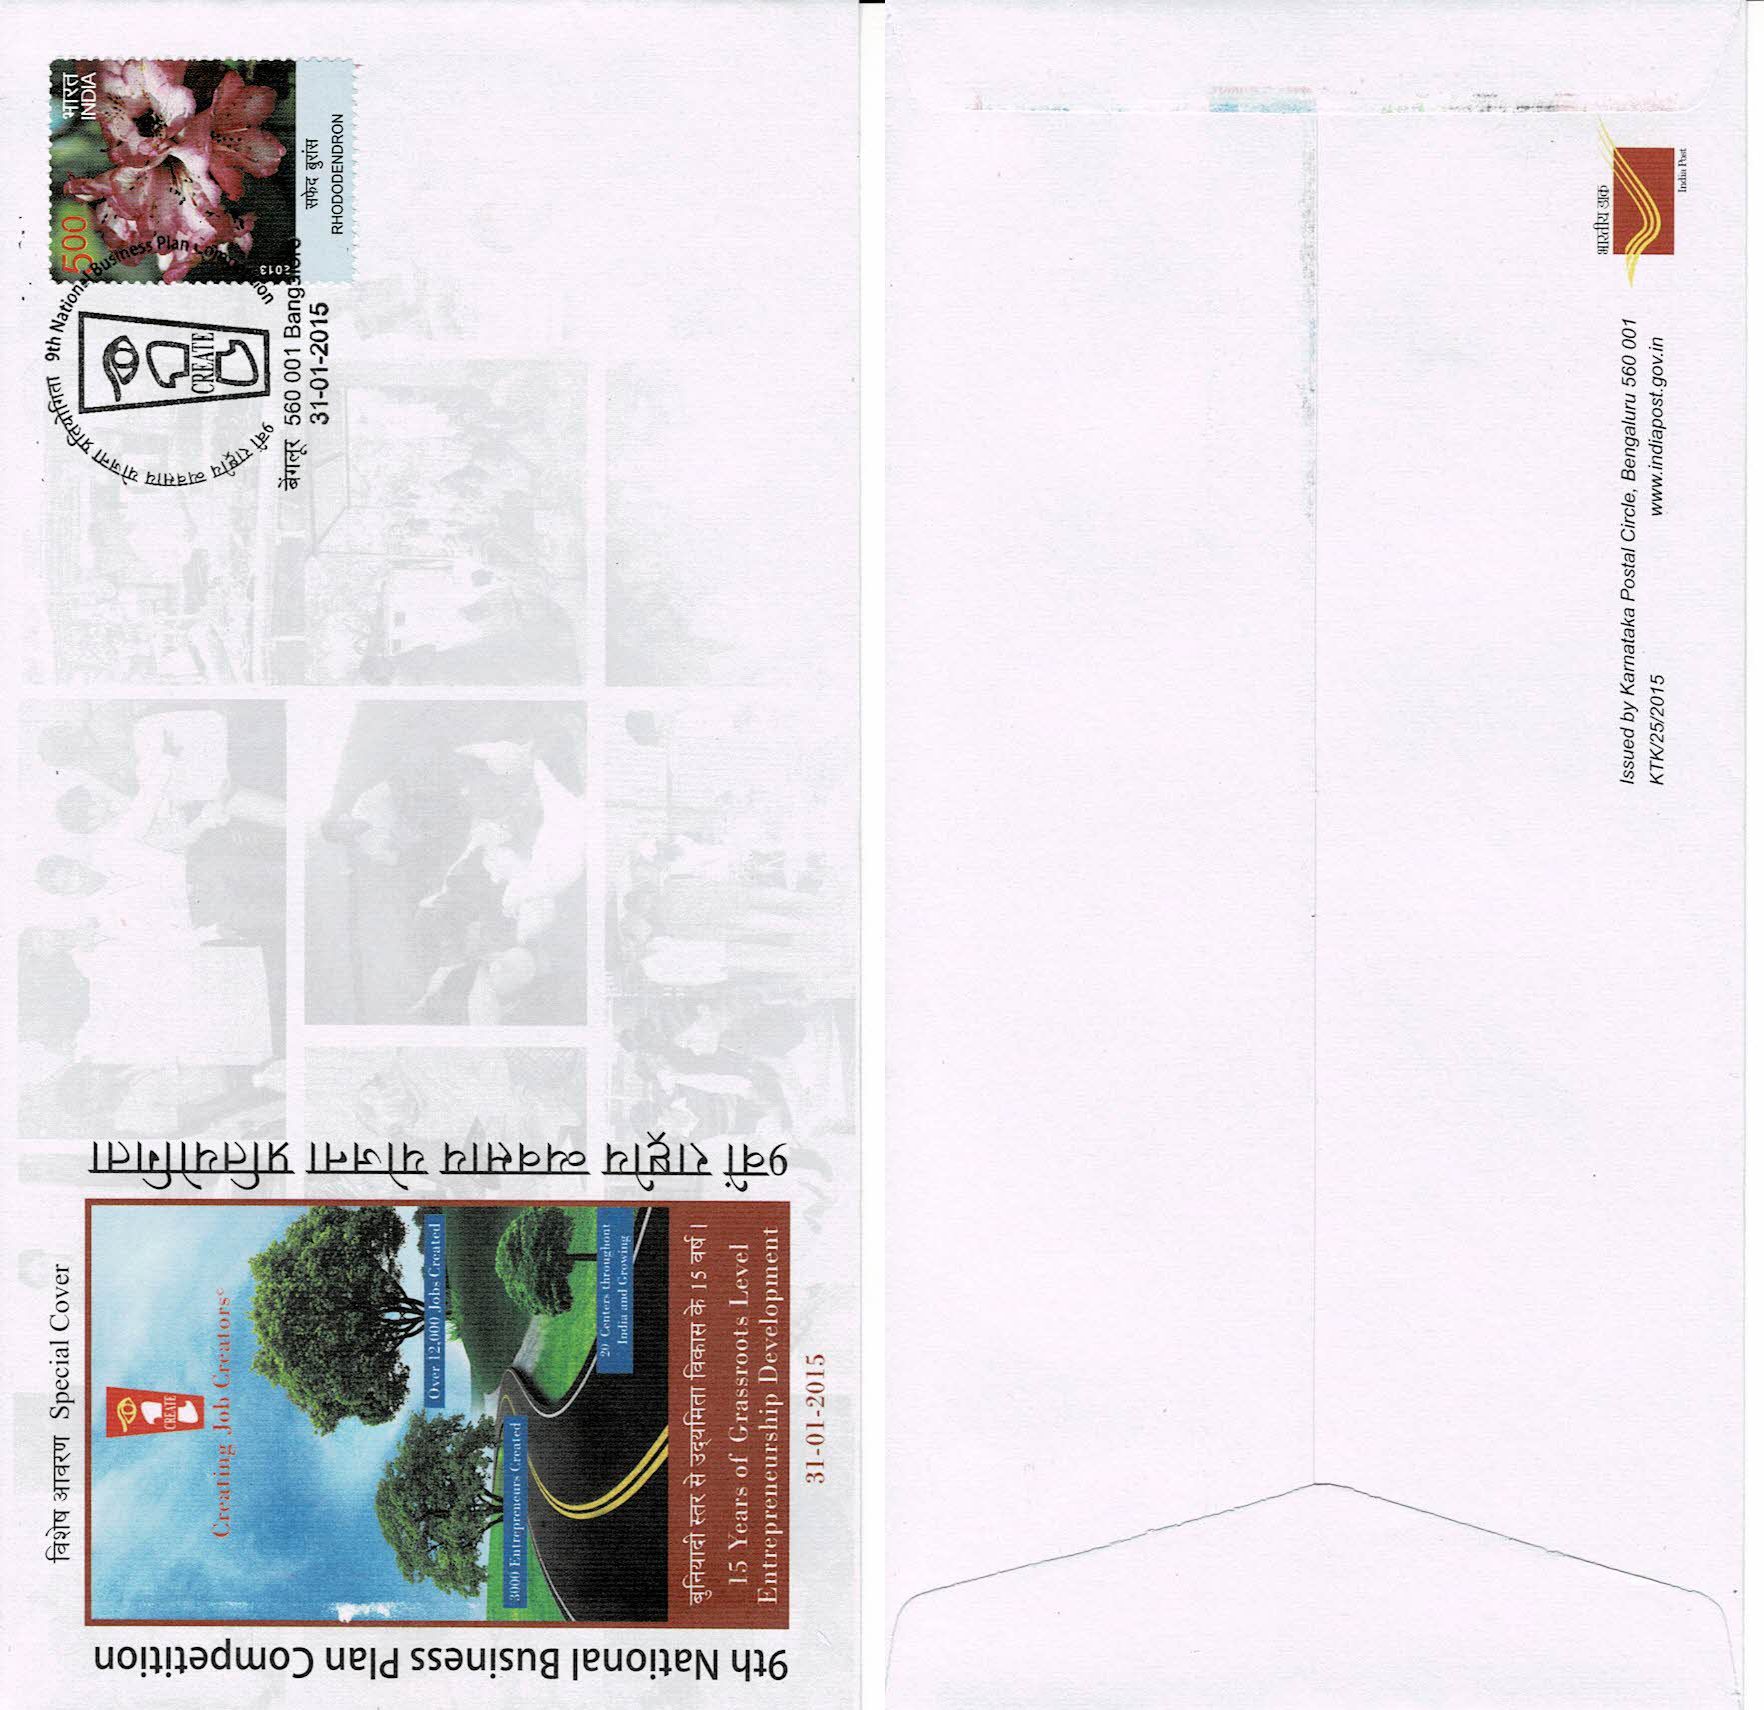 विशेष आवरण Special Cover
9th National Business Plan Competition
CREATE
Creating Job Creators©
Over 12,000 Jobs Created
3000 Entrepreneurs Created
20 Centers throughout
India and Growing
बुनियादी स्तर से उद्यमिता विकास के 15 वर्ष।
15 Years of Grassroots Level
Entrepreneurship Development
31-01-2015
9वीं राष्ट्रीय व्यवसाय योजना प्रतियोगिता
9वीं राष्ट्रीय व्यवसाय योजना प्रतियोगिता 9th National Business Plan
CREATE
बेंगलूर 560 001 Bangalore
31-01-2015
500
भारत
INDIA
2013
सफेद बुरांस
RHODODENDRON
Issued by Karnataka Postal Circle, Bengaluru 560 001
KTK/25/2015 www.indiapost.gov.in
भारतीय डाक
India Post